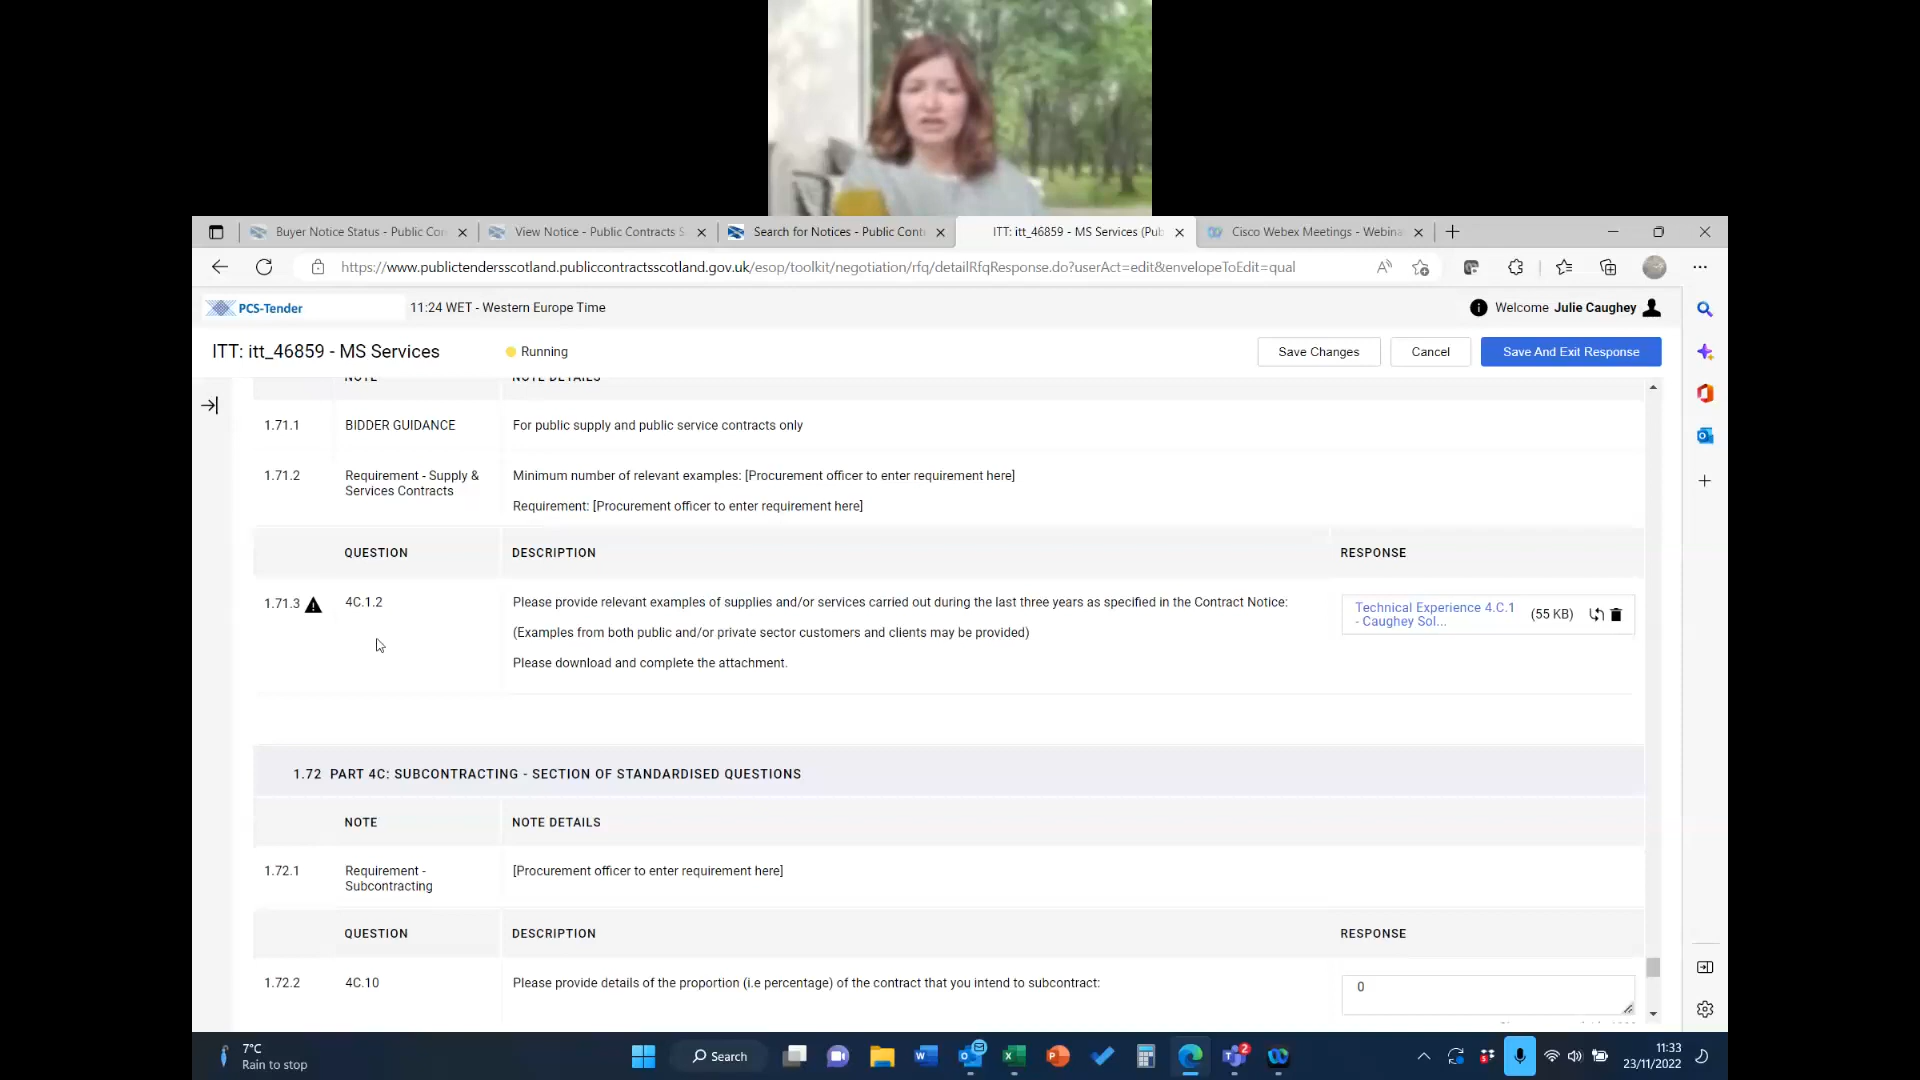 Buyer Notice Status - Public Con
View Notice - Public Contracts S
Search for Notices - Public Cont
ITT: itt_46859 - MS Services (Pub
Cisco Webex Meetings - Webina
https://www.publictendersscotland.publiccontractsscotland.gov.uk/esop/toolkit/negotiation/rfq/detailRfqResponse.do?userAct=edit&envelopeToEdit=qual
PCS-Tender
11:24 WET - Western Europe Time
Welcome Julie Caughey
ITT: itt_46859 - MS Services
Running
Save Changes
Cancel
Save And Exit Response
NOTE
NOTE DETAILS
1.71.1
BIDDER GUIDANCE
For public supply and public service contracts only
1.71.2
Requirement - Supply &
Services Contracts
Minimum number of relevant examples: [Procurement officer to enter requirement here]
Requirement: [Procurement officer to enter requirement here]
QUESTION
DESCRIPTION
RESPONSE
1.71.3
4C.1.2
Please provide relevant examples of supplies and/or services carried out during the last three years as specified in the Contract Notice:
(Examples from both public and/or private sector customers and clients may be provided)
Please download and complete the attachment.
Technical Experience 4.C.1
- Caughey Sol...
(55 KB)
1.72 PART 4C: SUBCONTRACTING - SECTION OF STANDARDISED QUESTIONS
NOTE
NOTE DETAILS
1.72.1
Requirement -
Subcontracting
[Procurement officer to enter requirement here]
QUESTION
DESCRIPTION
RESPONSE
1.72.2
4C.10
Please provide details of the proportion (i.e percentage) of the contract that you intend to subcontract:
0
7°C
Rain to stop
Search
2
11:33
23/11/2022